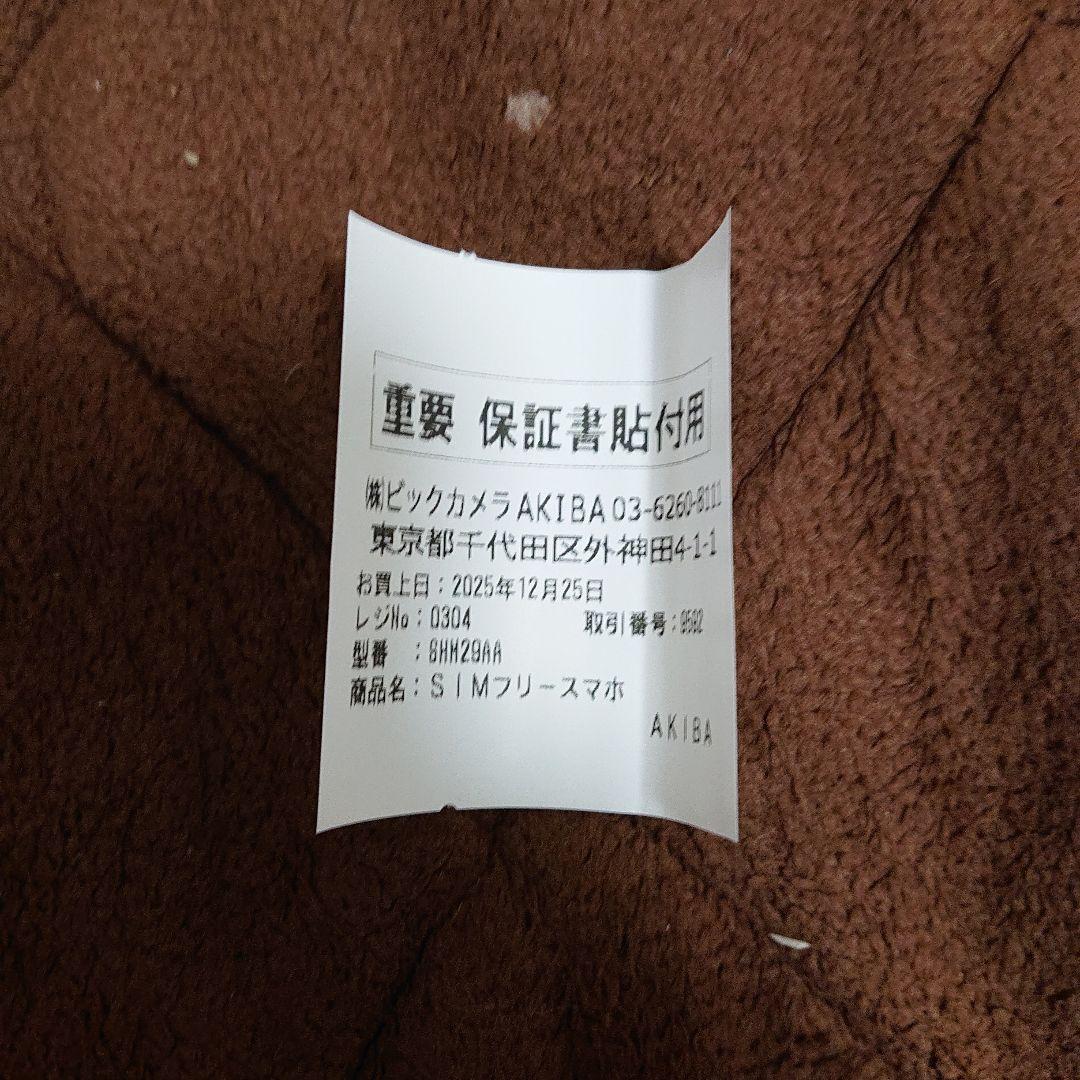 重要 保証書貼付用
㈱ビックカメラAKIBA 03-6260-8111
東京都千代田区外神田4-1-1
お買上日：2025年12月25日
レジNo：0304 取引番号：
型番 ：
商品名：ＳＩＭフリースマホ
AKIBA